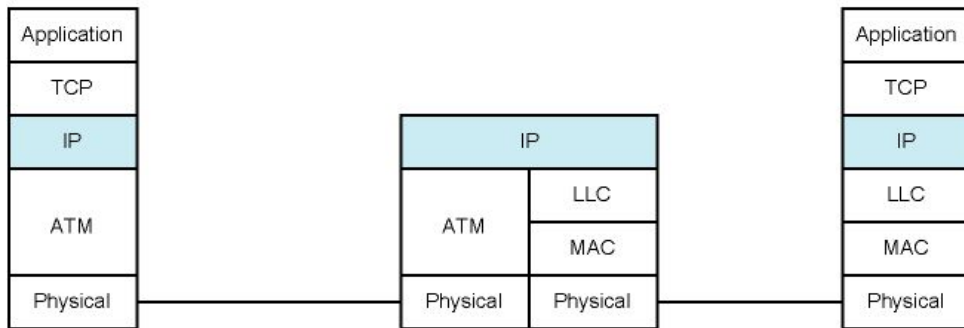 Application
TCP
IP
ATM
Physical
IP
ATM
LLC
MAC
Physical
Physical
Application
TCP
IP
LLC
MAC
Physical